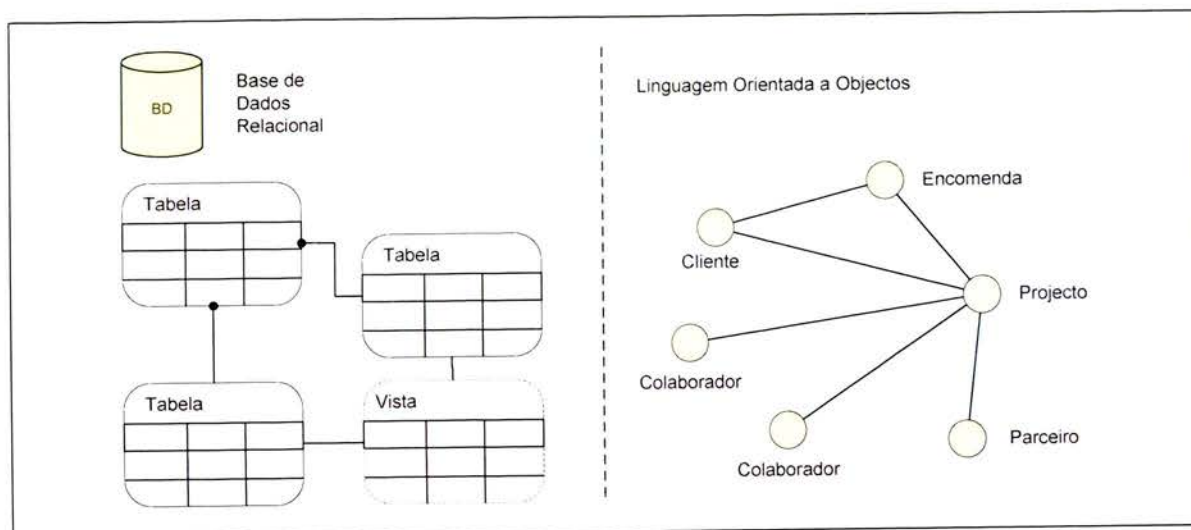 BD
Base de
Dados
Relacional
Tabela
Tabela
Tabela
Vista
Linguagem Orientada a Objectos
Encomenda
Cliente
Projecto
Colaborador
Colaborador
Parceiro